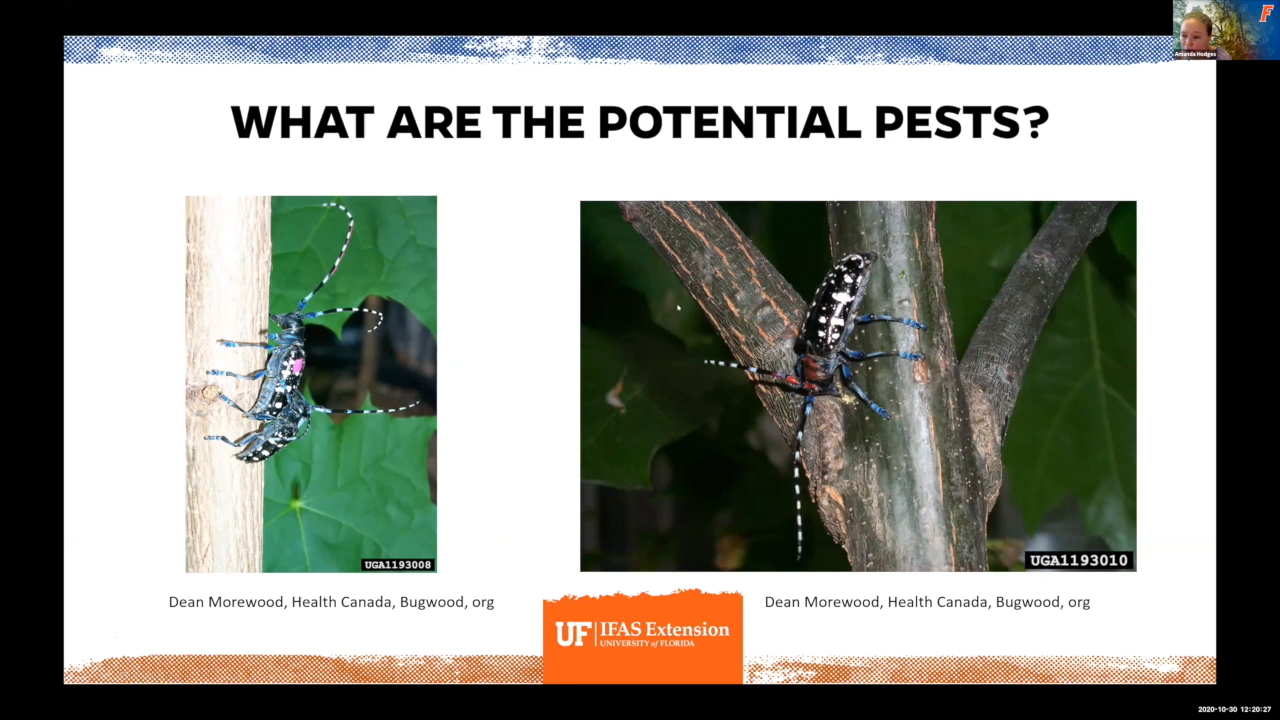 F
Amanda Hodges
WHAT ARE THE POTENTIAL PESTS?
UGA1193008
UGA1193010
Dean Morewood, Health Canada, Bugwood, org
Dean Morewood, Health Canada, Bugwood, org
UF IFAS Extension
UNIVERSITY of FLORIDA
2020-10-30 12:20:27